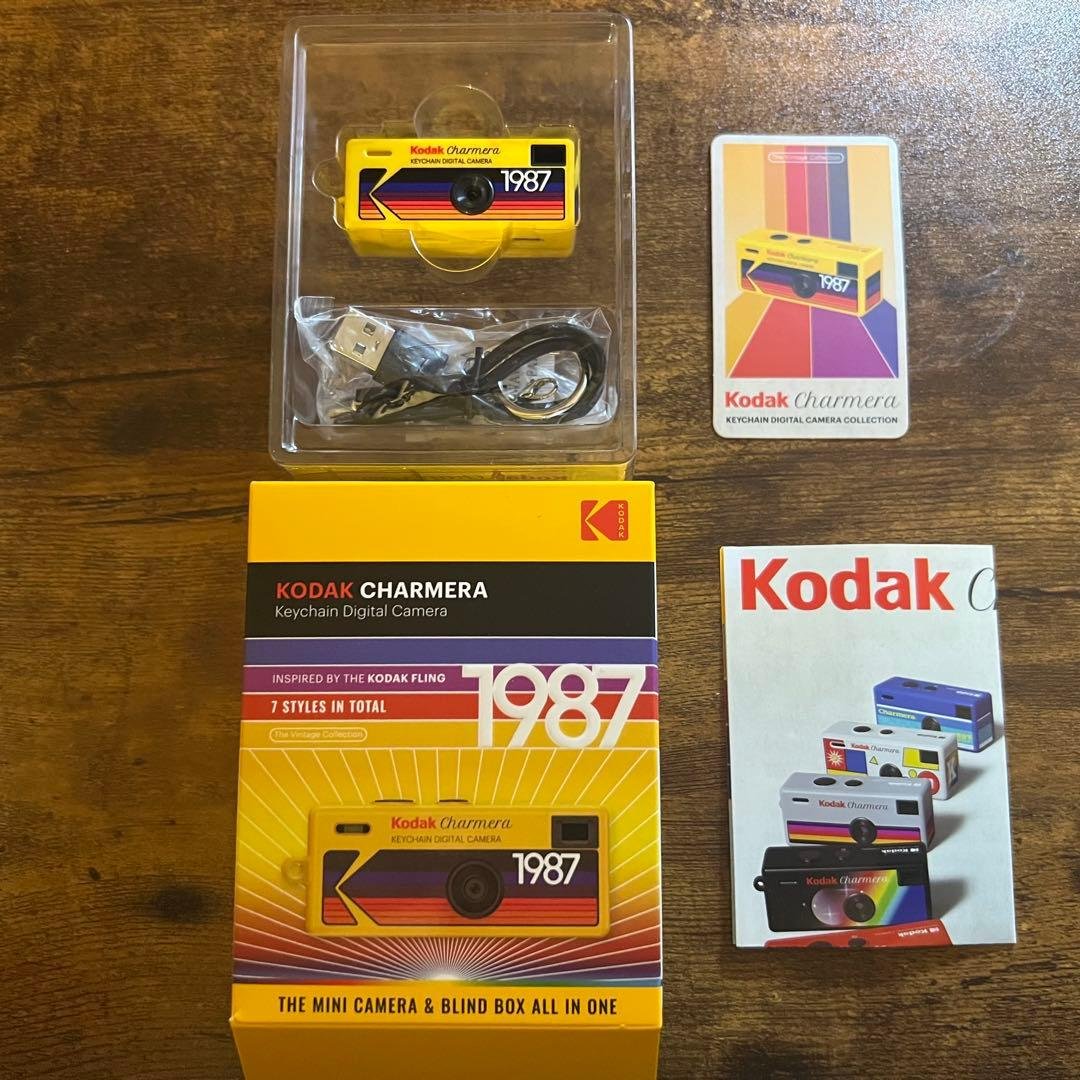 Kodak Charmera
KEYCHAIN DIGITAL CAMERA
1987
The Vintage Collection
Kodak Charmera
1987
Kodak Charmera
KEYCHAIN DIGITAL CAMERA COLLECTION
KODAK
KODAK CHARMERA
Keychain Digital Camera
INSPIRED BY THE KODAK FLING
1987
7 STYLES IN TOTAL
The Vintage Collection
Kodak Charmera
KEYCHAIN DIGITAL CAMERA
1987
THE MINI CAMERA & BLIND BOX ALL IN ONE
Kodak C
Charmera
Kodak Charmera
Kodak Charmera
Kodak Charmera
Kodak